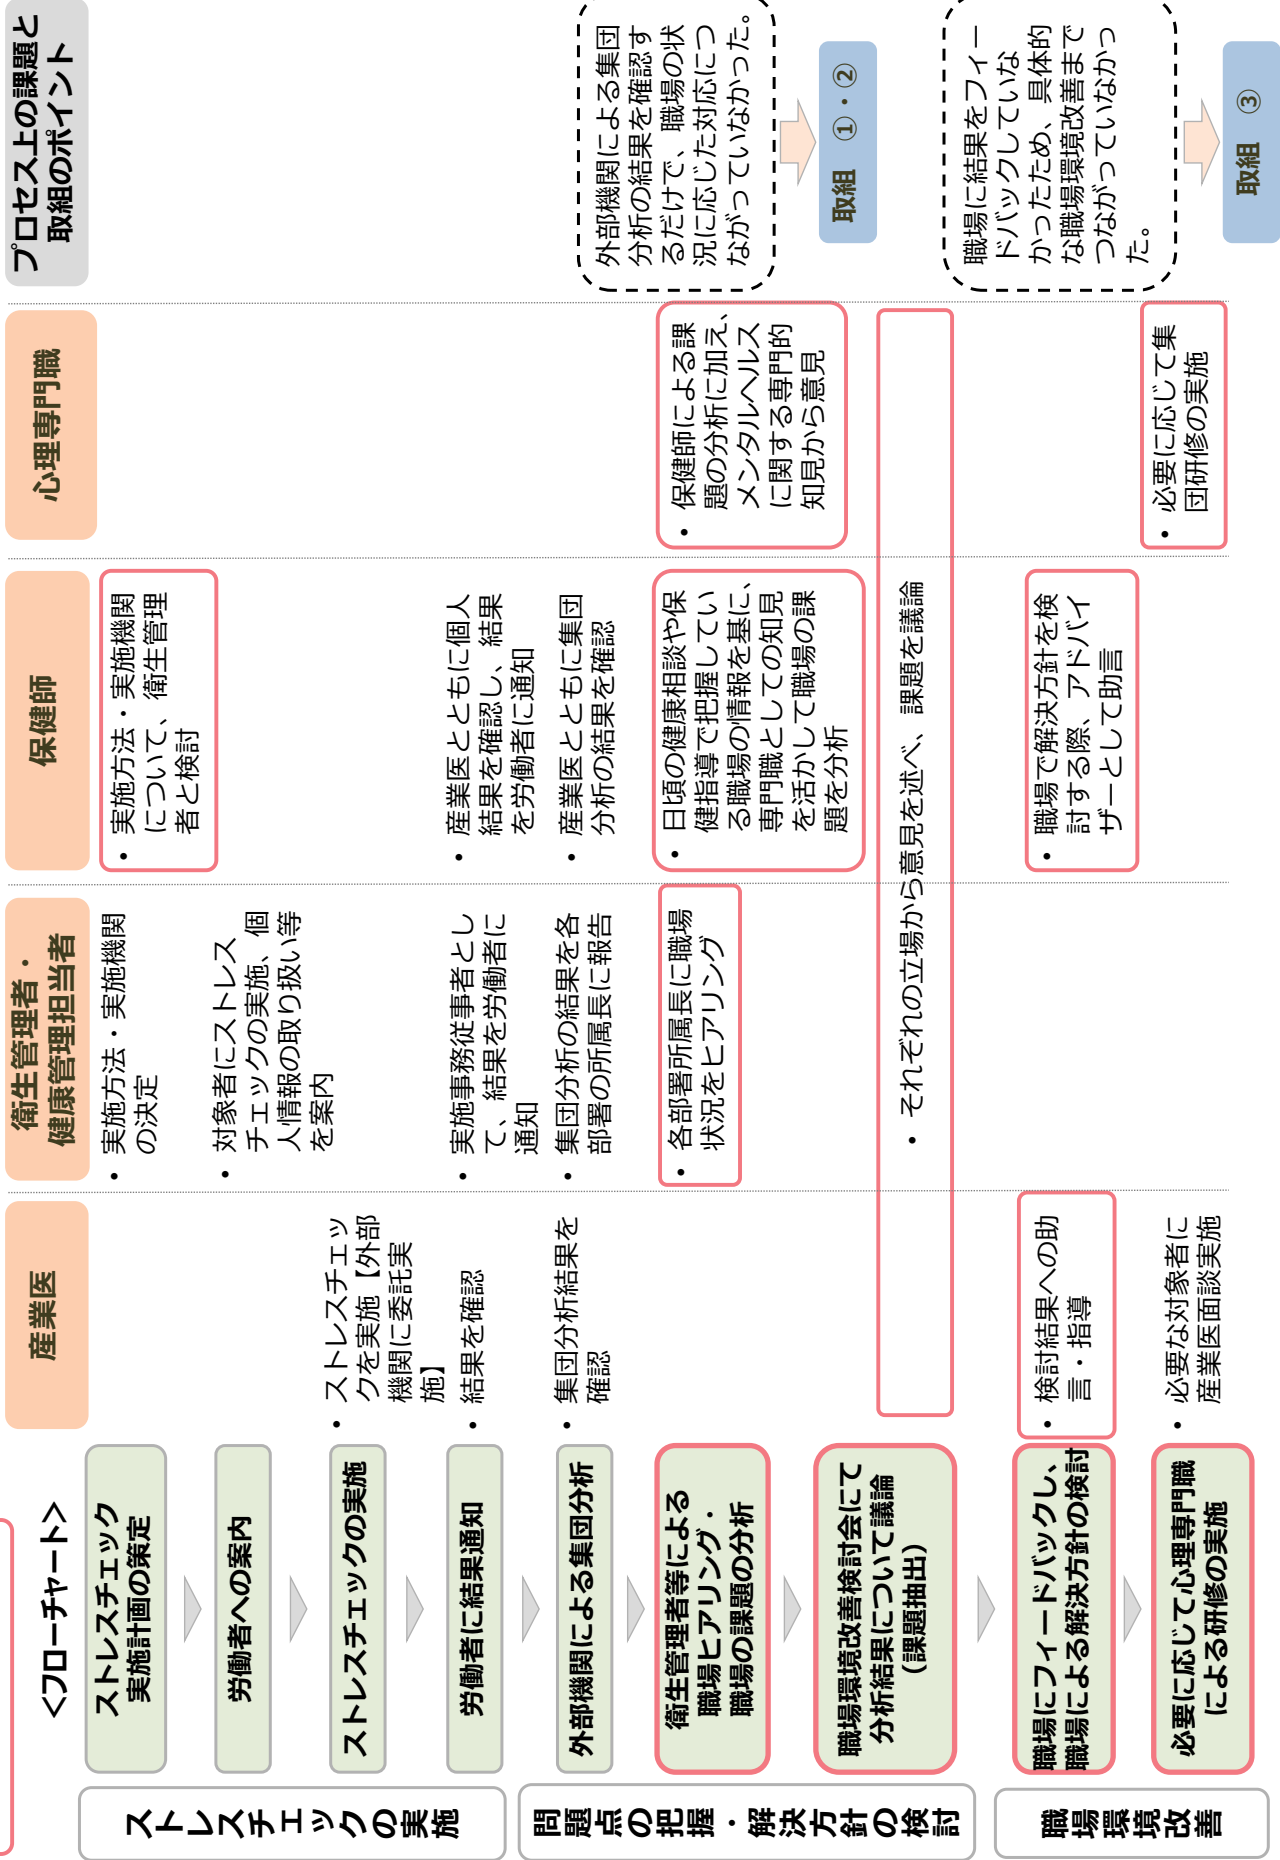 <フローチャート>
産業医
衛生管理者・
健康管理担当者
保健師
心理専門職
プロセス上の課題と
取組のポイント
ストレスチェックの実施
ストレスチェック
実施計画の策定
• 実施方法・実施機関
の決定
• 実施方法・実施機関
について、衛生管理
者と検討
労働者への案内
• 対象者にストレス
チェックの実施、個
人情報の取り扱い等
を案内
ストレスチェックの実施
• ストレスチェッ
クを実施【外部
機関に委託実
施】
労働者に結果通知
• 結果を確認
• 実施事務従事者とし
て、結果を労働者に
通知
• 産業医とともに個人
結果を確認し、結果
を労働者に通知
問題点の把握・解決方針の検討
外部機関による集団分析
• 集団分析結果を
確認
• 集団分析の結果を各
部署の所属長に報告
• 産業医とともに集団
分析の結果を確認
外部機関による集団
分析の結果を確認す
るだけで、職場の状
況に応じた対応につ
ながっていなかった。
衛生管理者等による
職場ヒアリング・
職場の課題の分析
• 各部署所属長に職場
状況をヒアリング
• 日頃の健康相談や保
健指導で把握してい
る職場の情報を基に、
専門職としての知見
を活かして職場の課
題を分析
• 保健師による課
題の分析に加え、
メンタルヘルス
に関する専門的
知見から意見
取組 ①・②
職場環境改善検討会にて
分析結果について議論
（課題抽出）
• それぞれの立場から意見を述べ、課題を議論
職場環境改善
職場にフィードバックし、
職場による解決方針の検討
• 検討結果への助
言・指導
• 職場で解決方針を検
討する際、アドバイ
ザーとして助言
職場に結果をフィー
ドバックしていな
かったため、具体的
な職場環境改善まで
つながっていなかっ
た。
必要に応じて心理専門職
による研修の実施
• 必要な対象者に
産業医面談実施
• 必要に応じて集
団研修の実施
取組 ③